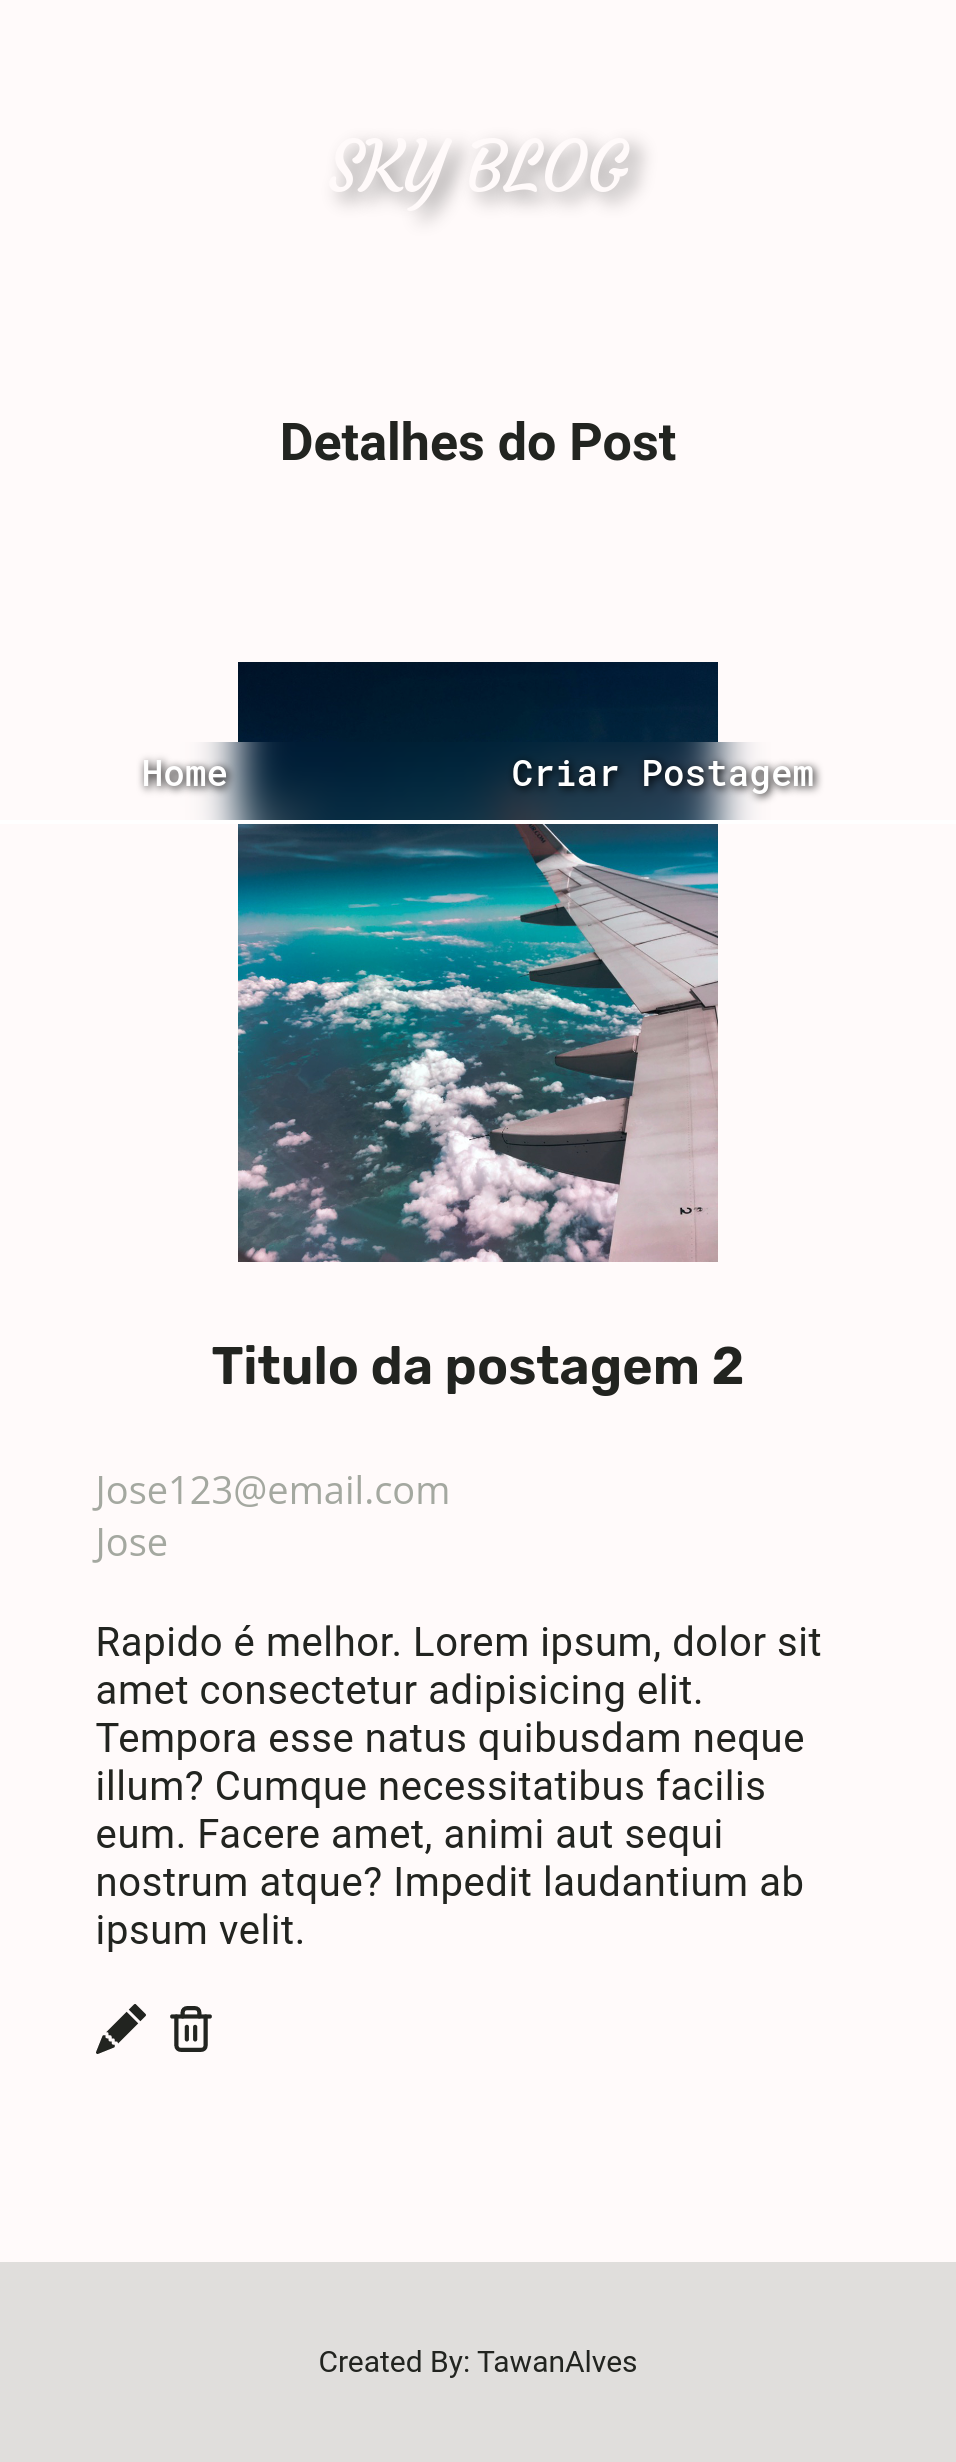 SKY BLOG
Detalhes do Post
Home
Criar Postagem
2
Titulo da postagem 2
Jose123@email.com
Jose
Rapido é melhor. Lorem ipsum, dolor sit
amet consectetur adipisicing elit.
Tempora esse natus quibusdam neque
illum? Cumque necessitatibus facilis
eum. Facere amet, animi aut sequi
nostrum atque? Impedit laudantium ab
ipsum velit.
Created By: TawanAlves